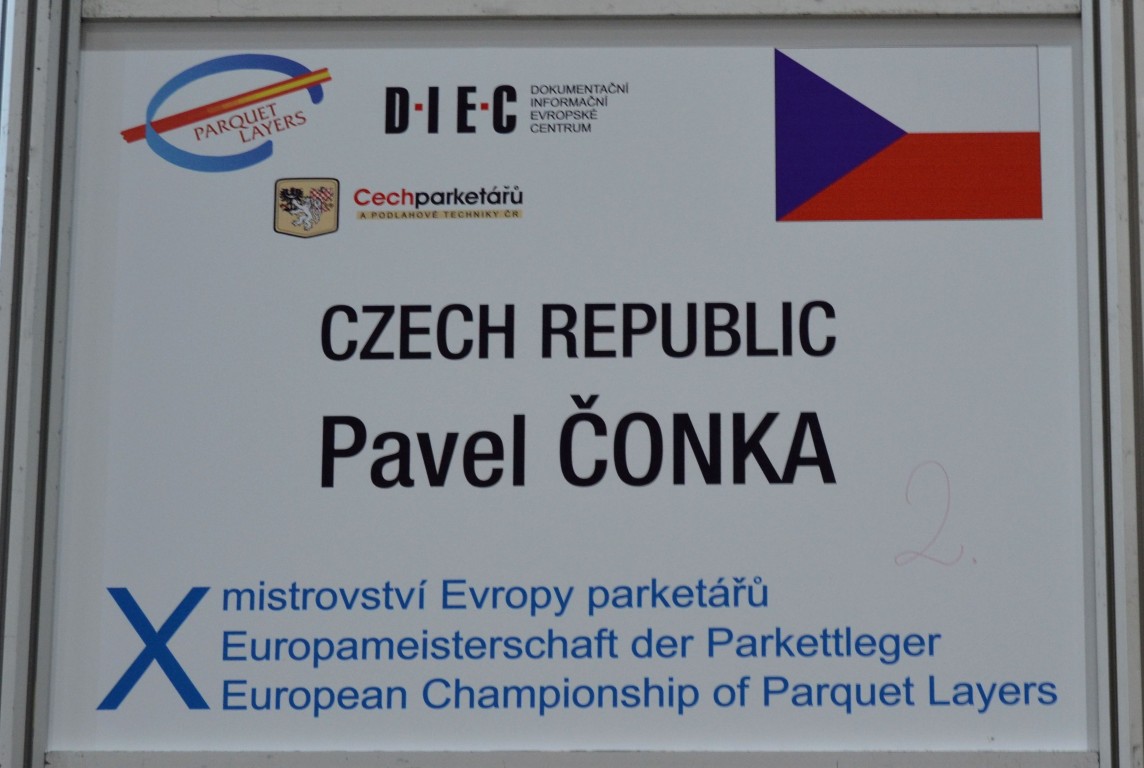 PARQUET
LAYERS
D·I E·C
DOKUMENTAČNÍ
INFORMAČNÍ
EVROPSKÉ
CENTRUM
Cechparketářů
A PODLAHOVÉ TECHNIKY ČR
CZECH REPUBLIC
Pavel ČONKA
2.
X
mistrovství Evropy parketářů
Europameisterschaft der Parkettleger
European Championship of Parquet Layers